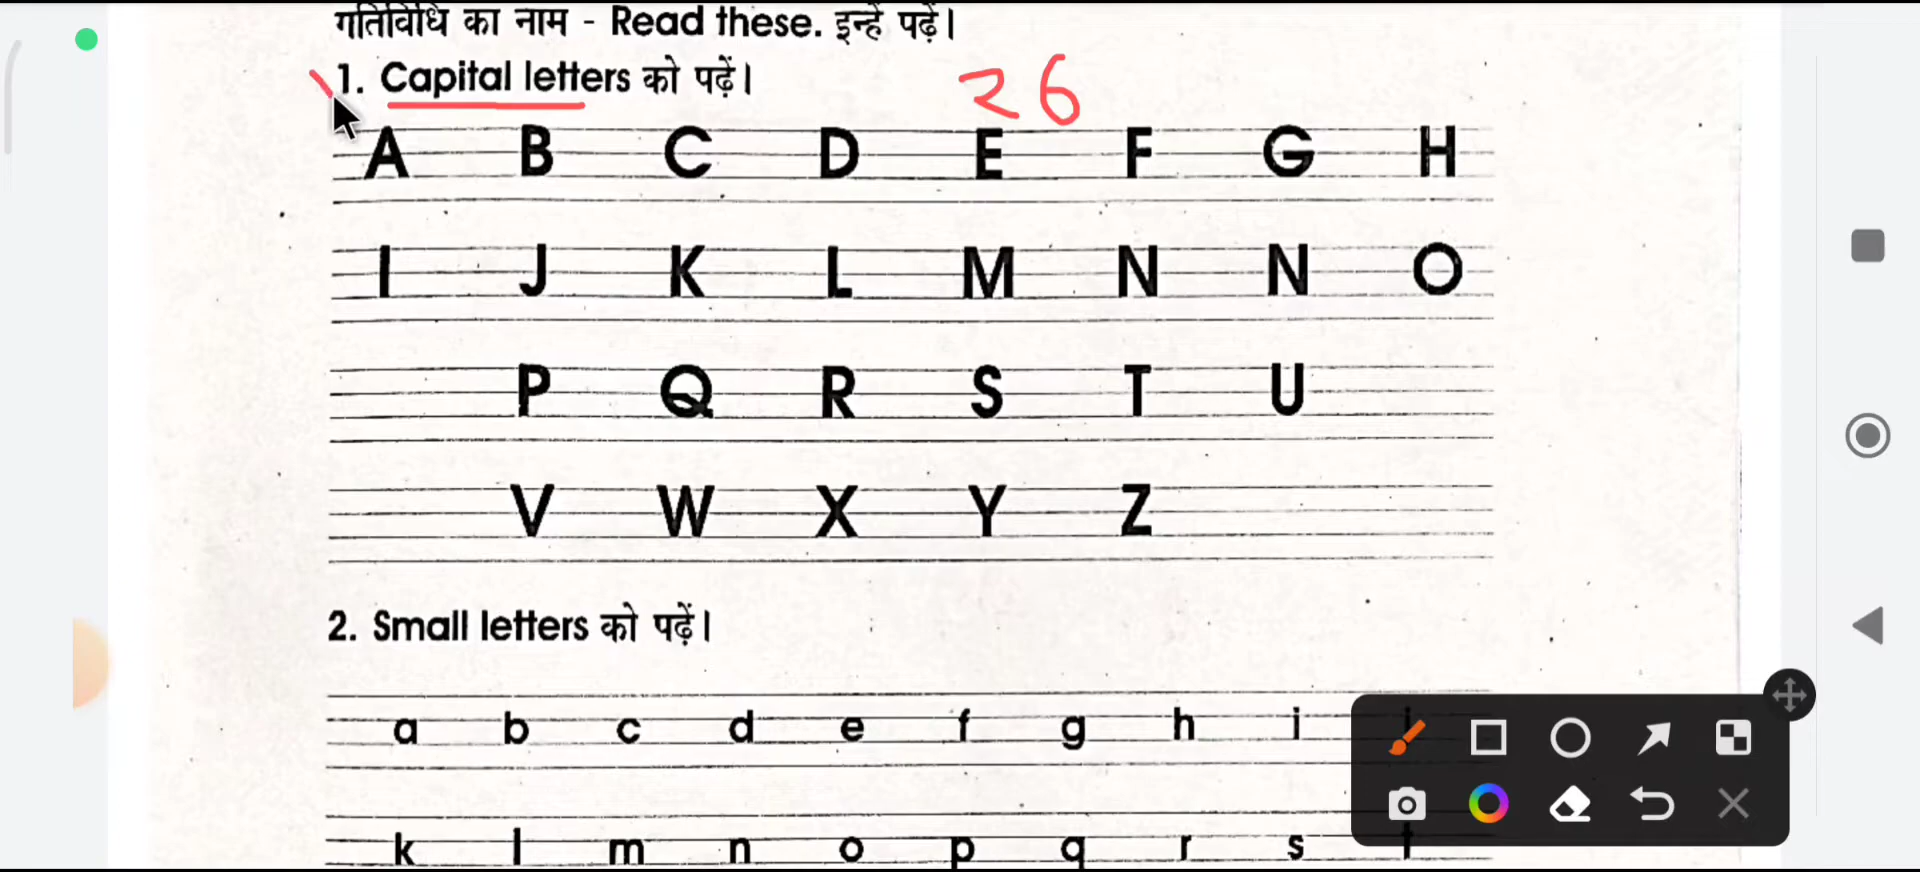 गतिविधि का नाम - Read these. इन्हें पढ़ें।
1. Capital letters को पढ़ें।
26
A B C D E F G H
I J K L M N N O
P Q R S T U
V W X Y Z
2. Small letters को पढ़ें।
a b c d e f g h i
k l m n o p q r s